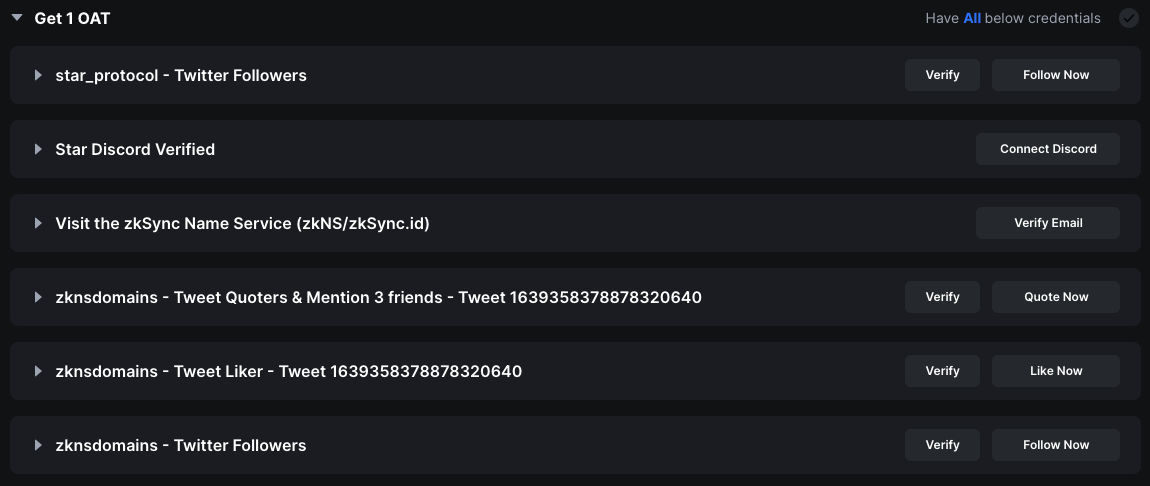 Get 1 OAT Have All below credentials
star_protocol - Twitter Followers Verify Follow Now
Star Discord Verified Connect Discord
Visit the zkSync Name Service (zkNS/zkSync.id) Verify Email
zknsdomains - Tweet Quoters & Mention 3 friends - Tweet 1639358378878320640 Verify Quote Now
zknsdomains - Tweet Liker - Tweet 1639358378878320640 Verify Like Now
zknsdomains - Twitter Followers Verify Follow Now